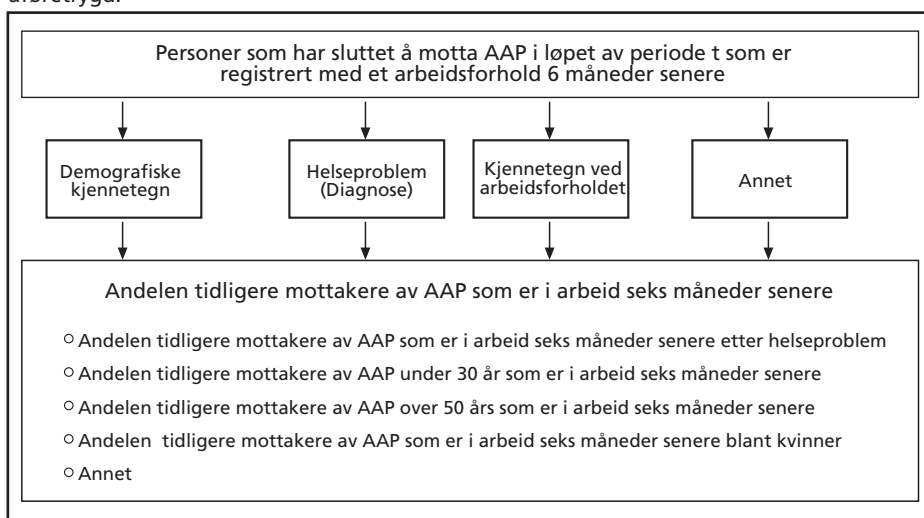 Personer som har sluttet å motta AAP i løpet av periode t som er
registrert med et arbeidsforhold 6 måneder senere
Demografiske
kjennetegn
Helseproblem
(Diagnose)
Kjennetegn ved
arbeidsforholdet
Annet
Andelen tidligere mottakere av AAP som er i arbeid seks måneder senere
Andelen tidligere mottakere av AAP som er i arbeid seks måneder senere etter helseproblem
Andelen tidligere mottakere av AAP under 30 år som er i arbeid seks måneder senere
Andelen tidligere mottakere av AAP over 50 års som er i arbeid seks måneder senere
Andelen tidligere mottakere av AAP som er i arbeid seks måneder senere blant kvinner
Annet